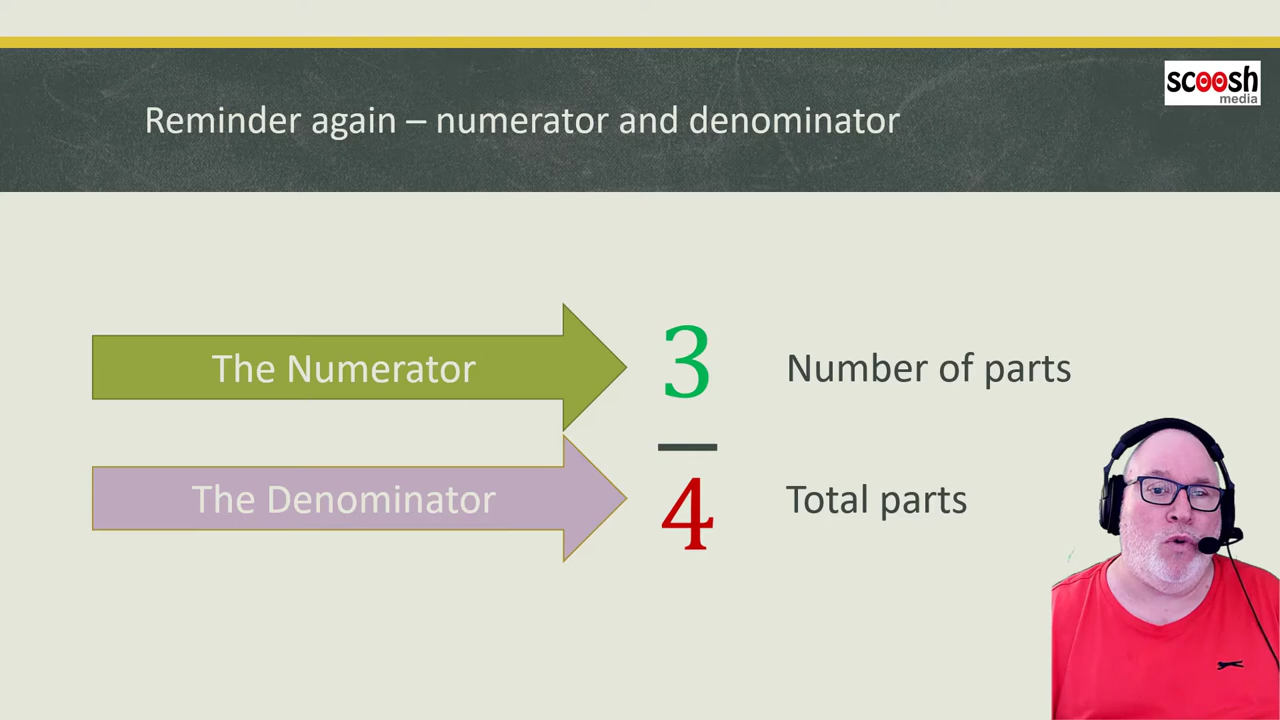 scoosh
media
Reminder again – numerator and denominator
The Numerator
3
Number of parts
The Denominator
4
Total parts